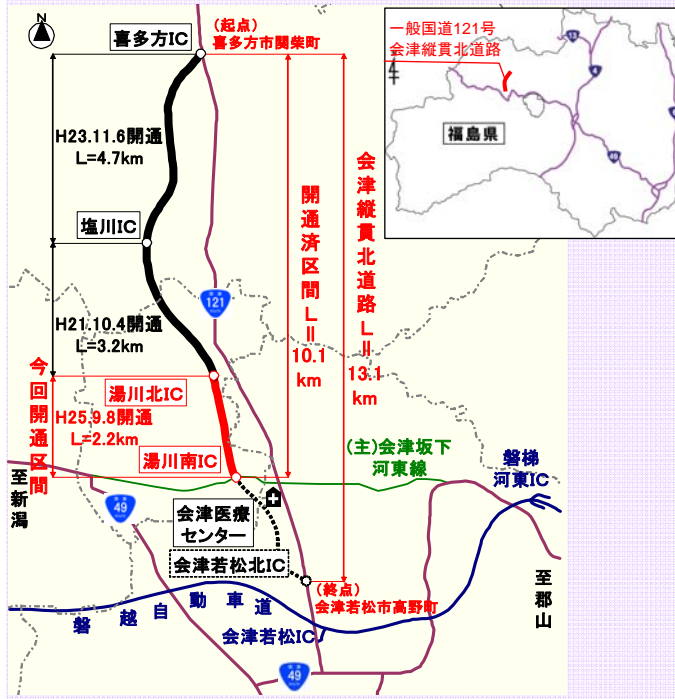 N
喜多方IC
(起点)
喜多方市関柴町
H23.11.6開通
L=4.7km
塩川IC
H21.10.4開通
L=3.2km
今回開通区間
湯川北IC
H25.9.8開通
L=2.2km
湯川南IC
開通済区間L=10.1km
会津縦貫北道路L=13.1km
121
(主)会津坂下
河東線
磐梯
河東IC
至新潟
49
会津医療
センター
会津若松北IC
(終点)
会津若松市高野町
至郡山
磐越自動車道
会津若松IC
49
一般国道121号
会津縦貫北道路
福島県
13
4
49